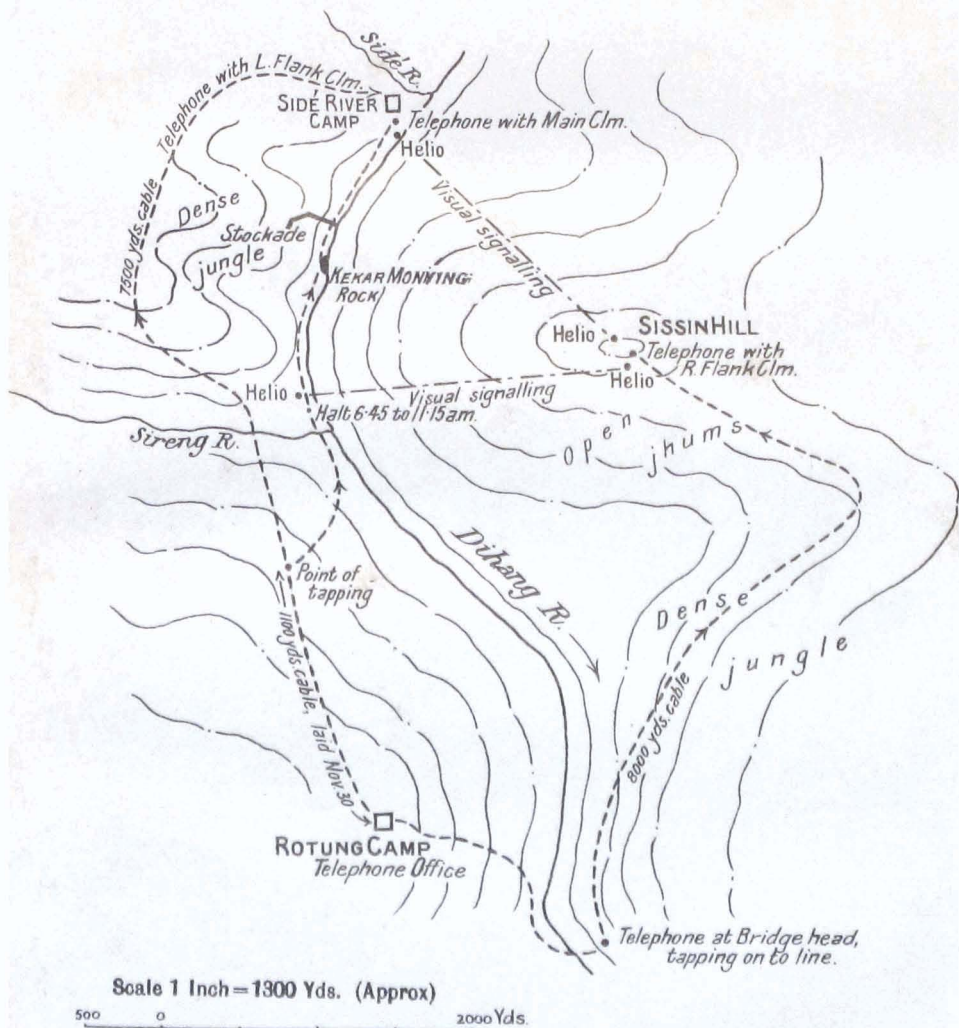 Side R.
Telephone with L. Flank Clm.
SIDE RIVER
CAMP
Telephone with Main Clm.
Helio
Visual signalling
7500 yds. cable
Dense
jungle
Stockade
KEKAR MONYING
ROCK
Helio
SISSIN HILL
Telephone with
R. Flank Clm.
Helio
Helio
Visual signalling
Halt 6·45 to 11·15 a.m.
Sireng R.
Open
jhums
Dihang R.
Point of
tapping
Dense
jungle
1100 yds. cable, laid Nov. 30
8000 yds. cable
ROTUNG CAMP
Telephone Office
Telephone at Bridge head,
tapping on to line.
Scale 1 Inch = 1300 Yds. (Approx)
500 0 2000 Yds.